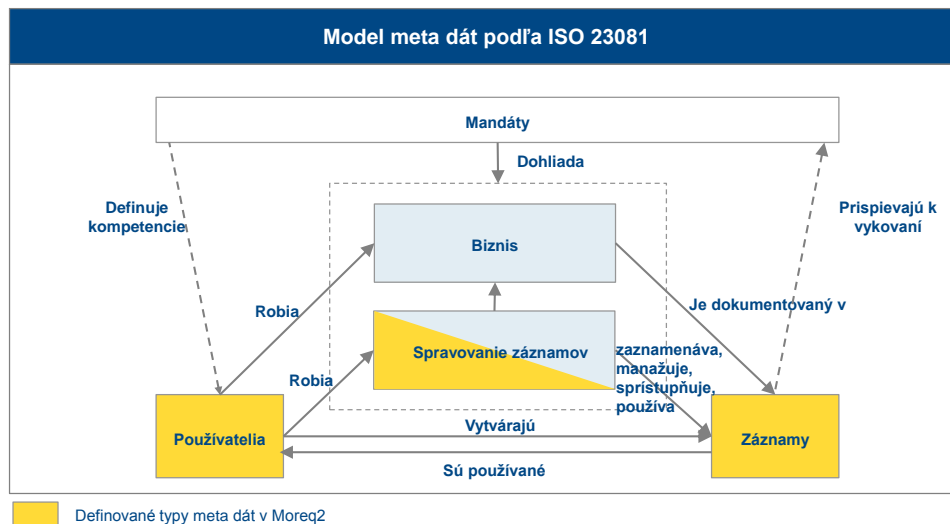 Model meta dát podľa ISO 23081
Mandáty
Dohliada
Definuje
kompetencie
Prispievajú k
vykovaní
Biznis
Robia
Je dokumentovaný v
Spravovanie záznamov
zaznamenáva,
manažuje,
sprístupňuje,
používa
Robia
Používatelia
Vytvárajú
Záznamy
Sú používané
Definované typy meta dát v Moreq2